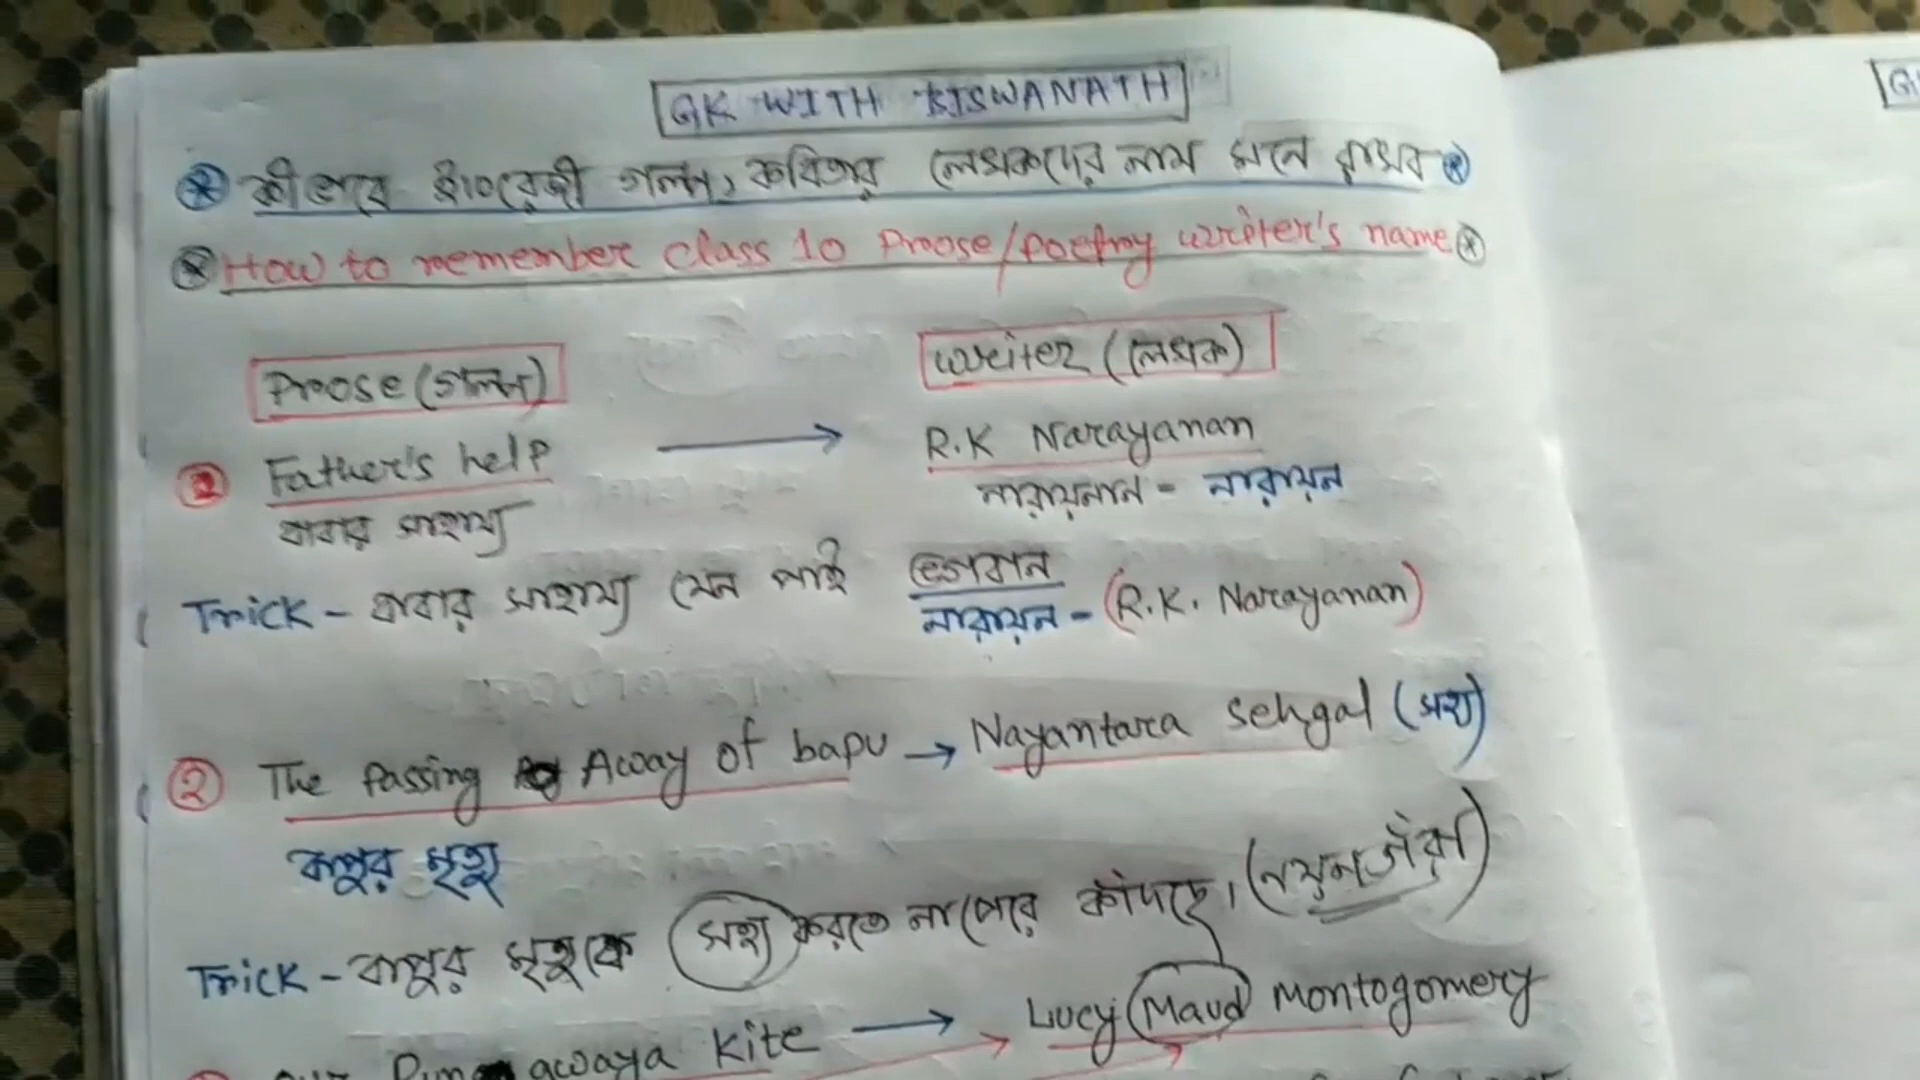 GK WITH BISWANATH
কীভাবে ইংরেজী গল্প, কবিতার লেখকদের নাম মনে রাখব
How to remember class 10 Prose/Poetry writer's name
Prose (গল্প)
writer (লেখক)
Father's help → R.K Narayanan
বাবার সাহায্য
নারায়নান = নারায়ন
Trick - বাবার সাহায্য যেন পাই ভগবান
নারায়ন - (R.K. Narayanan)
② The Passing Away of bapu → Nayantara Sehgal (সহ্য)
বাপুর মৃত্যু
Trick - বাপুর মৃত্যুকে সহ্য করতে না পেরে কাঁদছে। (নয়নতাঁরা)
Runawaya Kite → Lucy Maud Montogomery
G